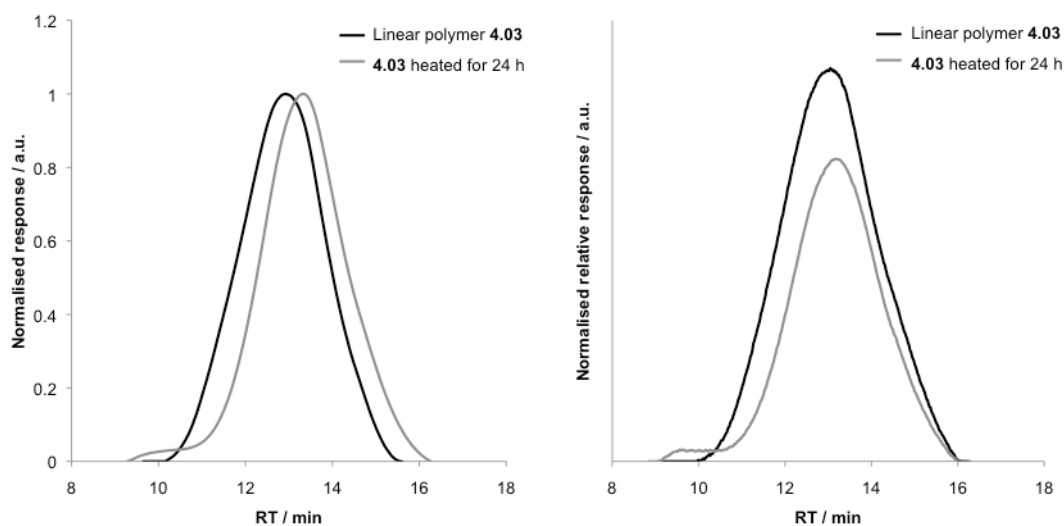 1.2
1
0.8
0.6
0.4
0.2
0
Normalised response / a.u.
Linear polymer 4.03
4.03 heated for 24 h
8 10 12 14 16 18
RT / min
Normalised relative response / a.u.
Linear polymer 4.03
4.03 heated for 24 h
8 10 12 14 16 18
RT / min